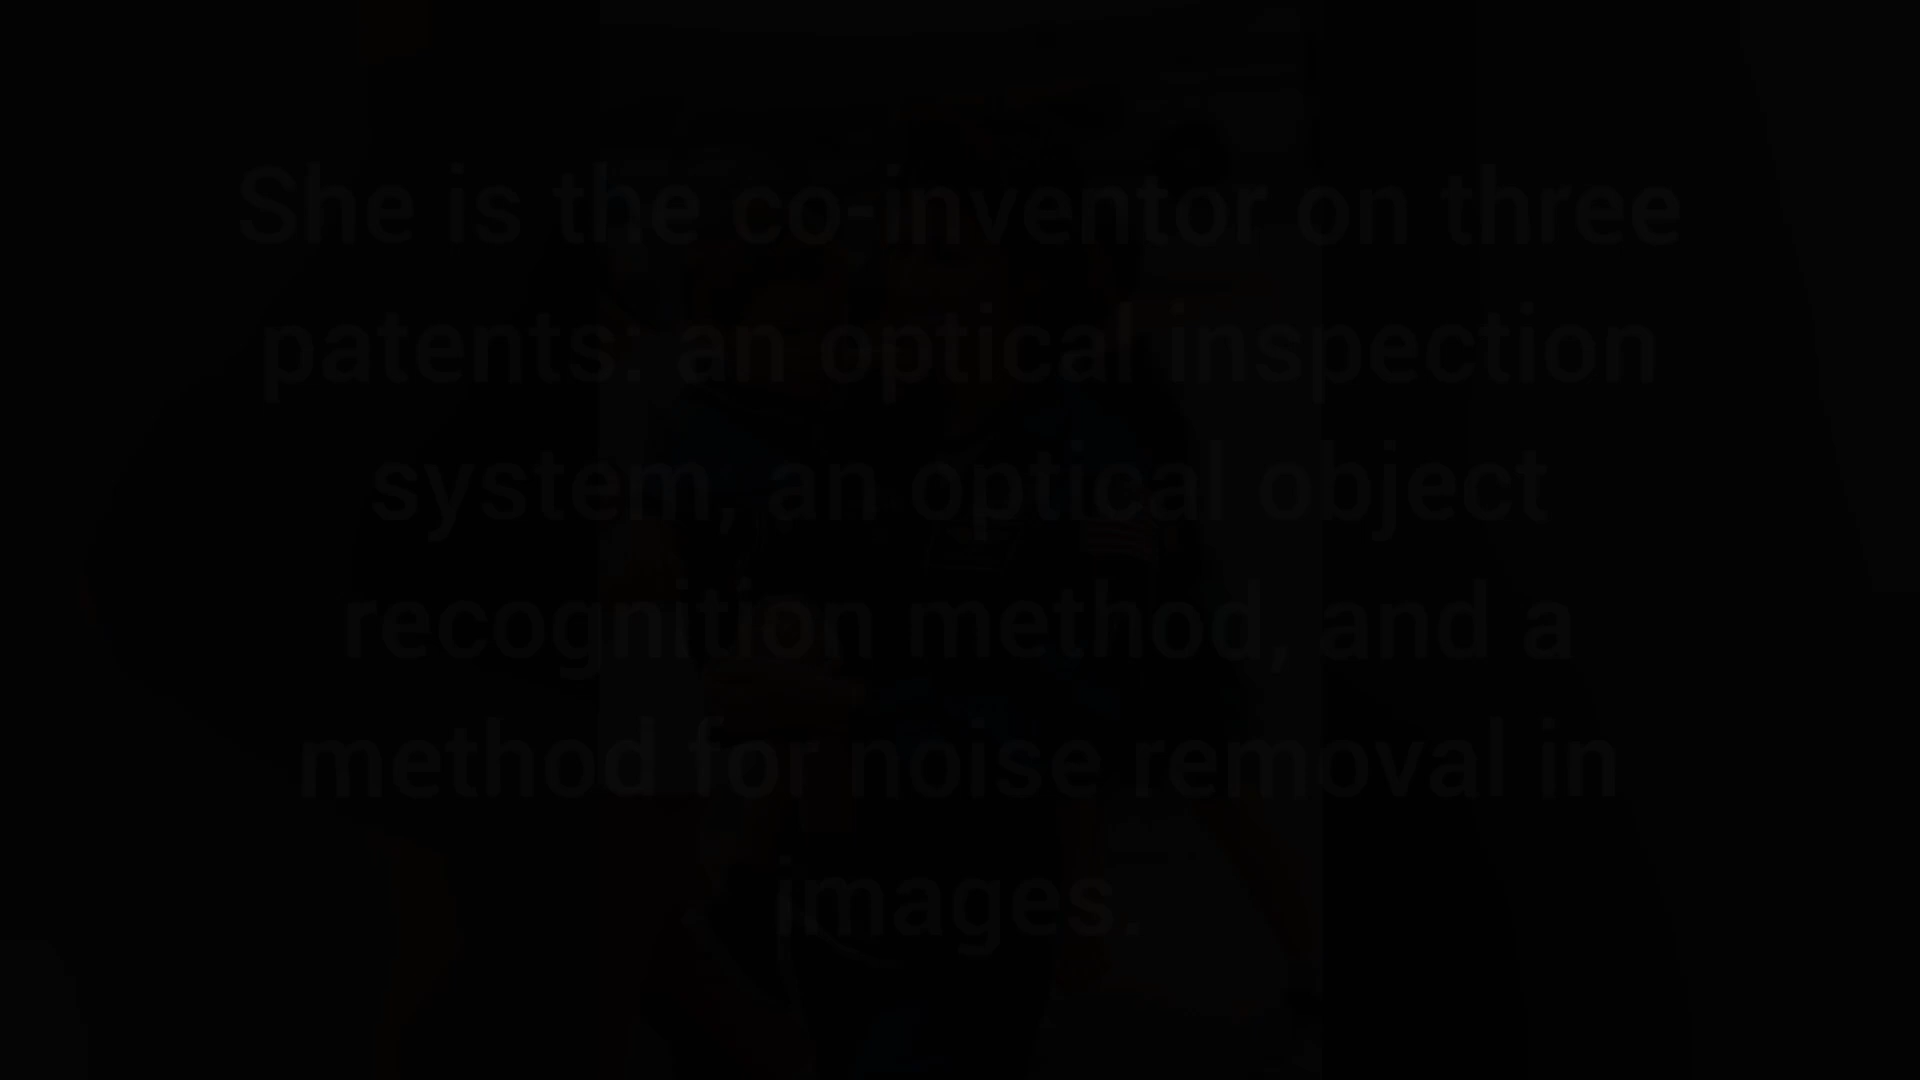 She is the co-inventor on three
patents: an optical inspection
system, an optical object
recognition method, and a
method for noise removal in
images.